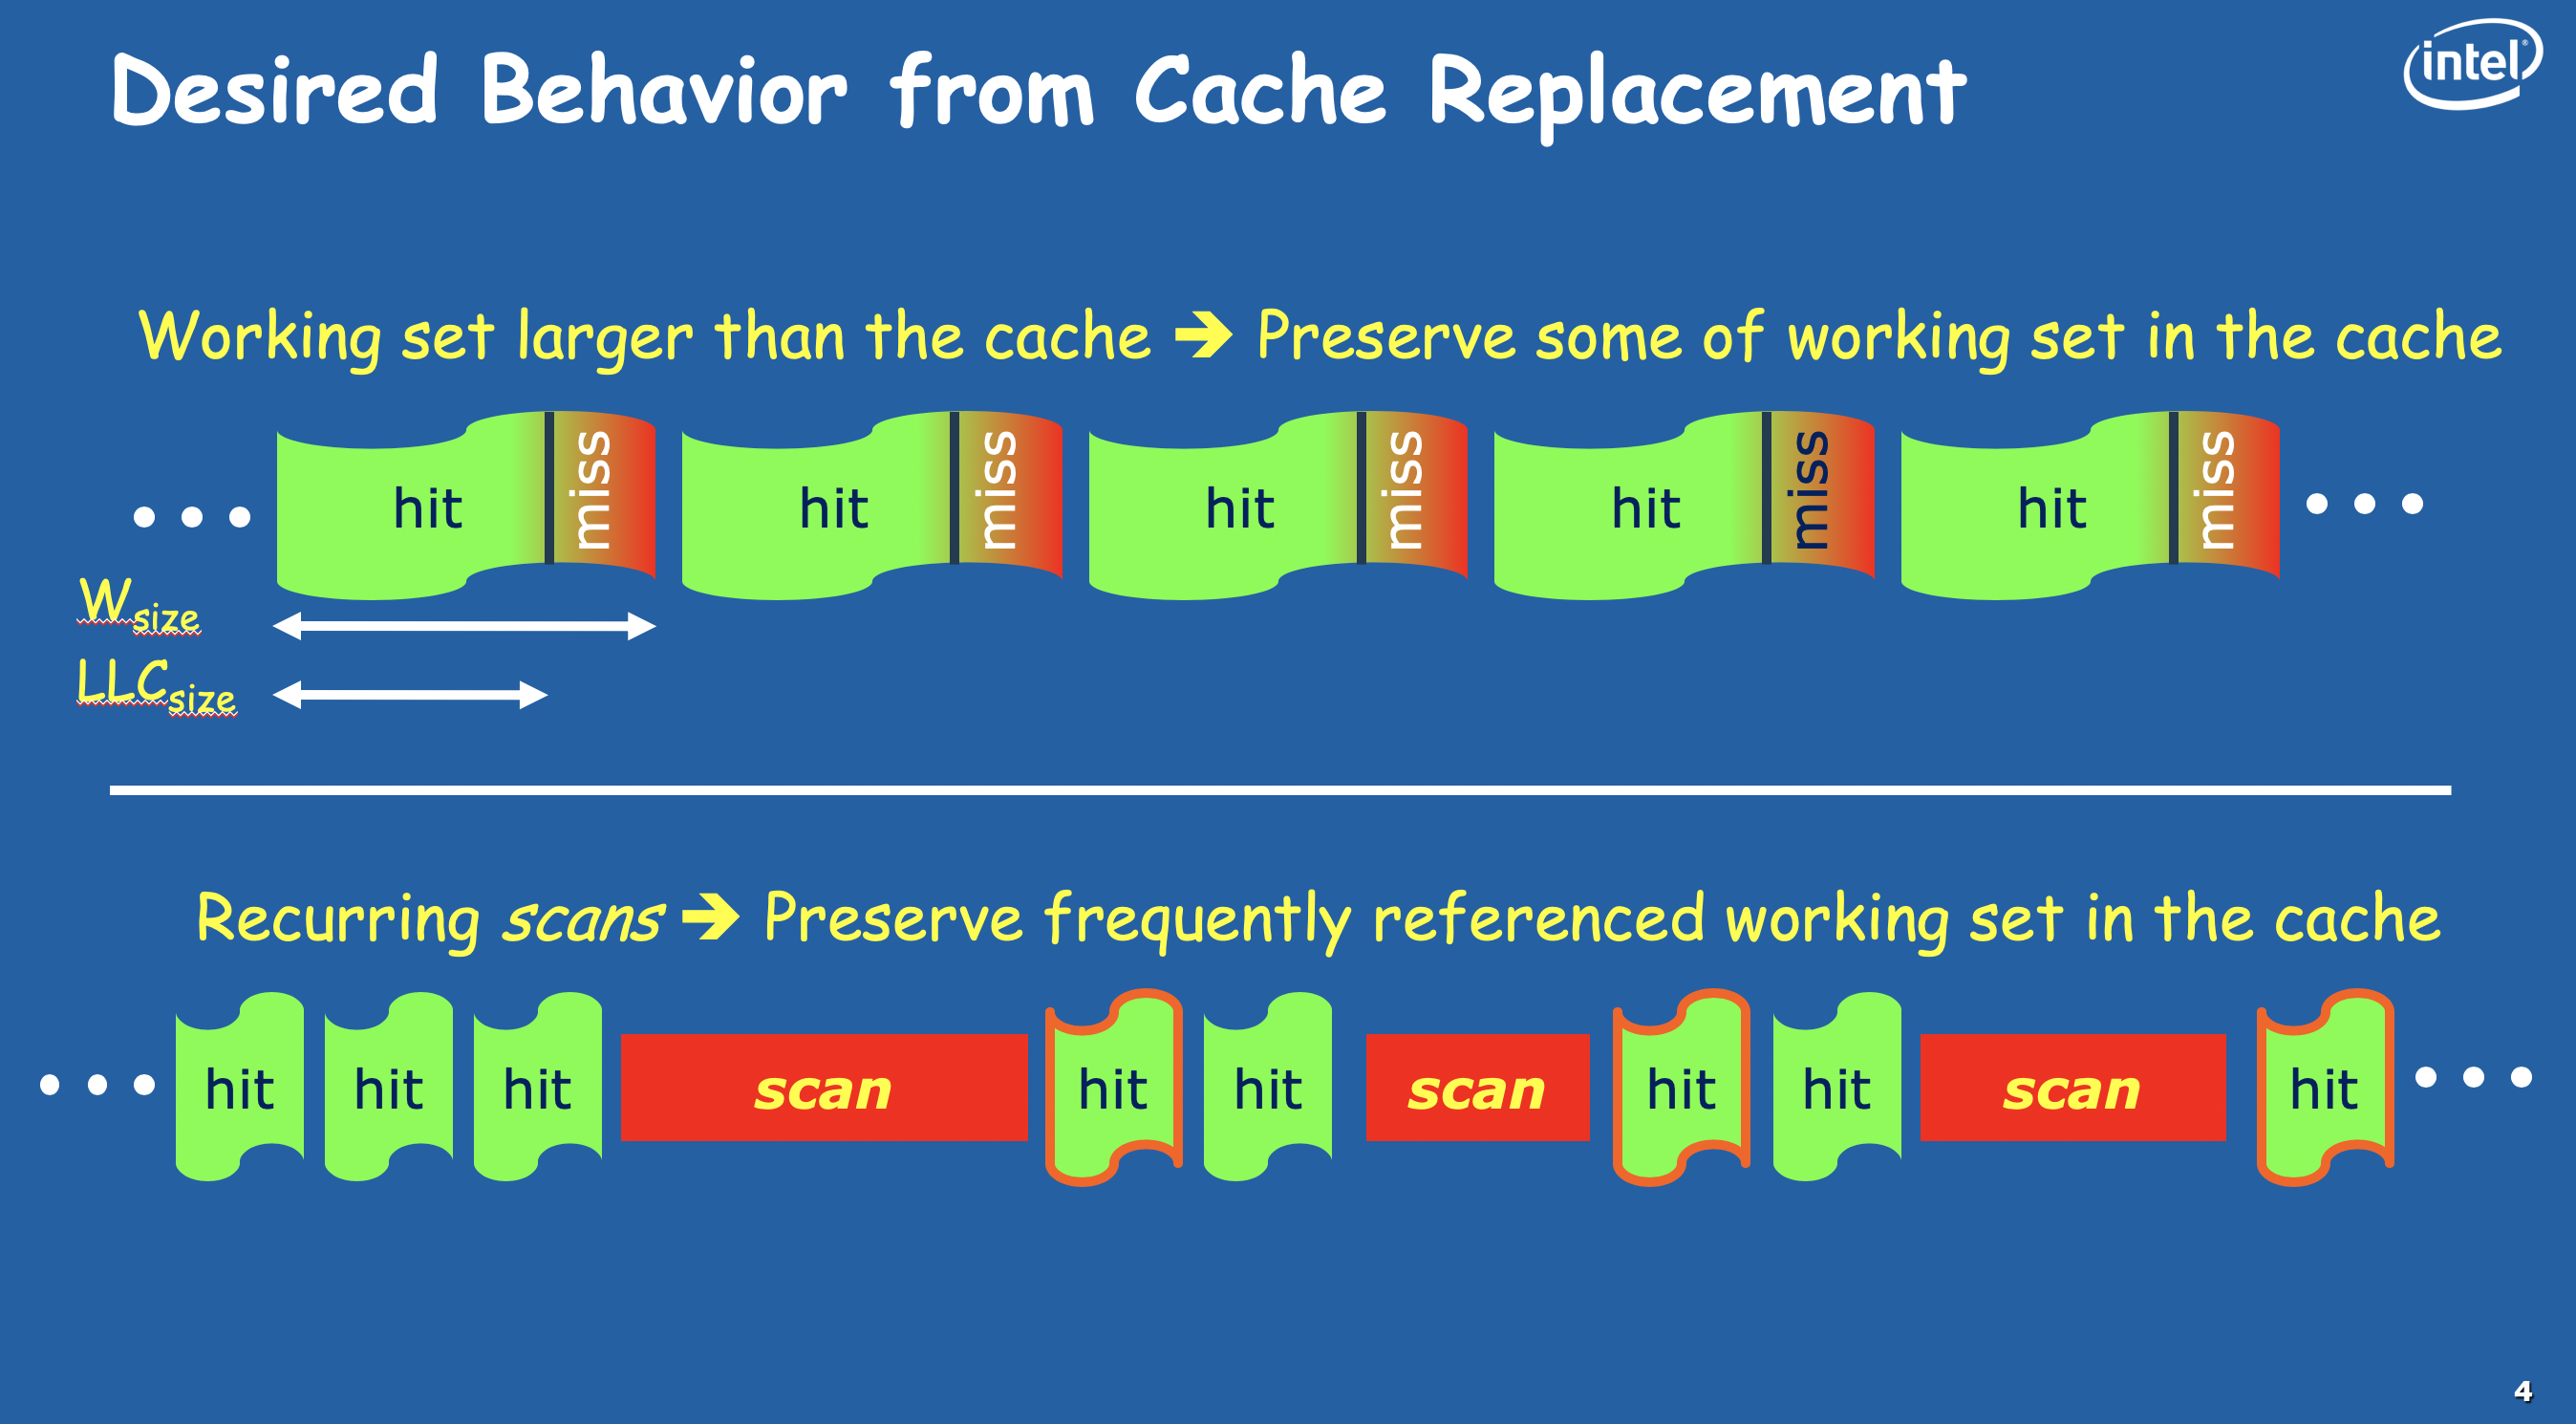 Desired Behavior from Cache Replacement
intel®
Working set larger than the cache 🡺 Preserve some of working set in the cache
hit miss hit miss hit miss hit miss hit miss
Wsize
LLCsize
Recurring scans 🡺 Preserve frequently referenced working set in the cache
hit hit hit scan hit hit scan hit hit scan hit
4